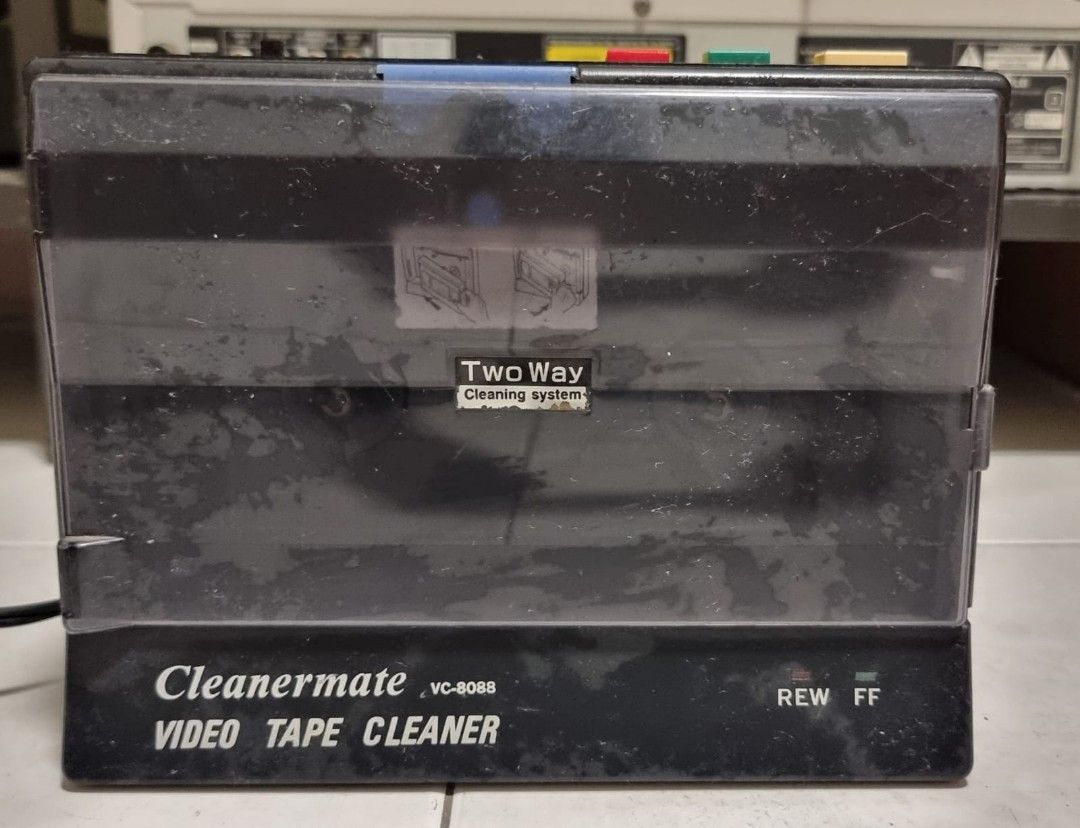 Two Way
Cleaning system
Cleanermate VC-8088
VIDEO TAPE CLEANER
REW FF